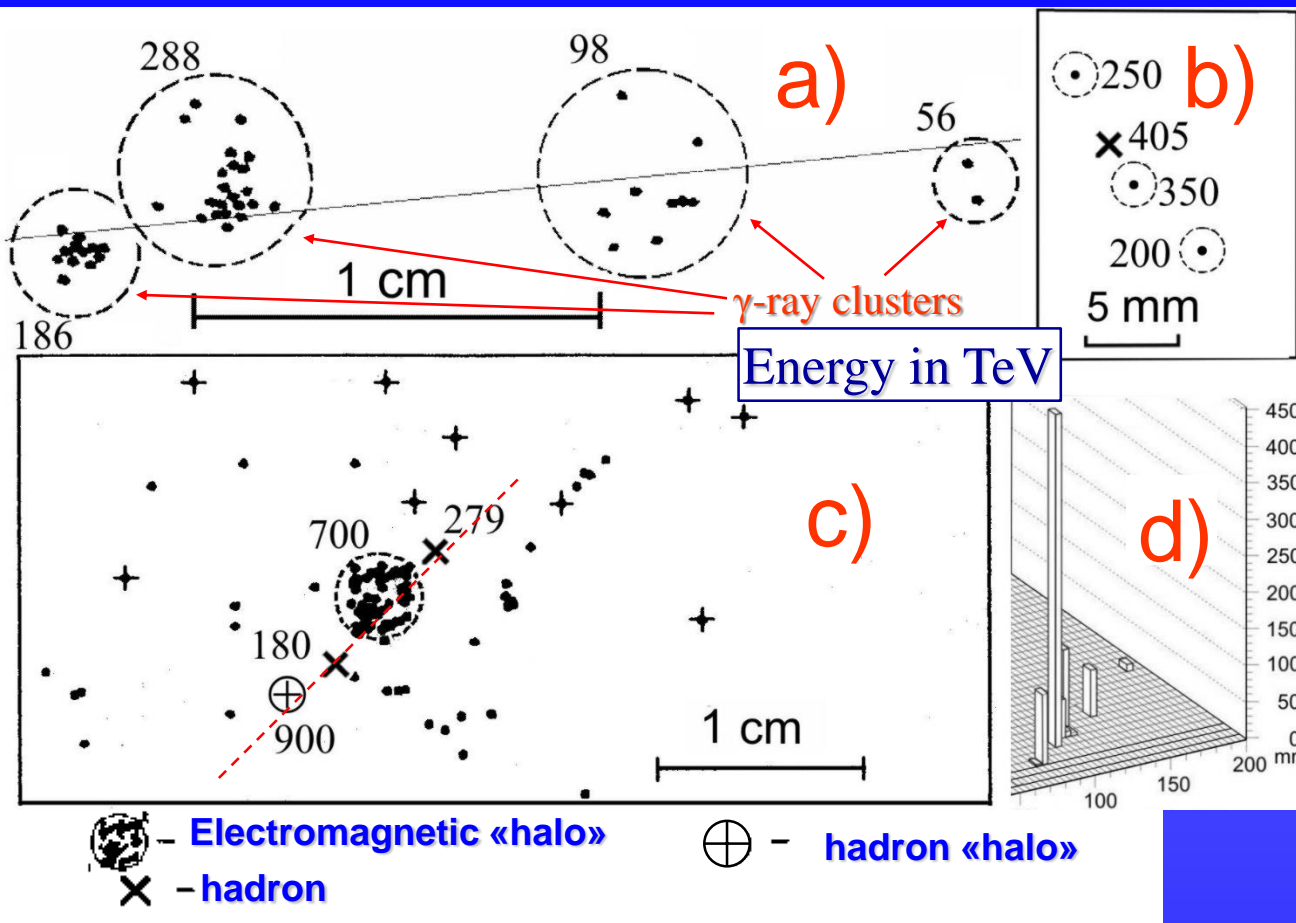 288
98
a)
b)
250
56
405
350
200
1 cm
5 mm
γ-ray clusters
186
Energy in TeV
700
279
c)
180
900
1 cm
d)
450
400
350
300
250
200
150
100
50
0
200 mm
150
100
– Electromagnetic «halo»
– hadron «halo»
– hadron